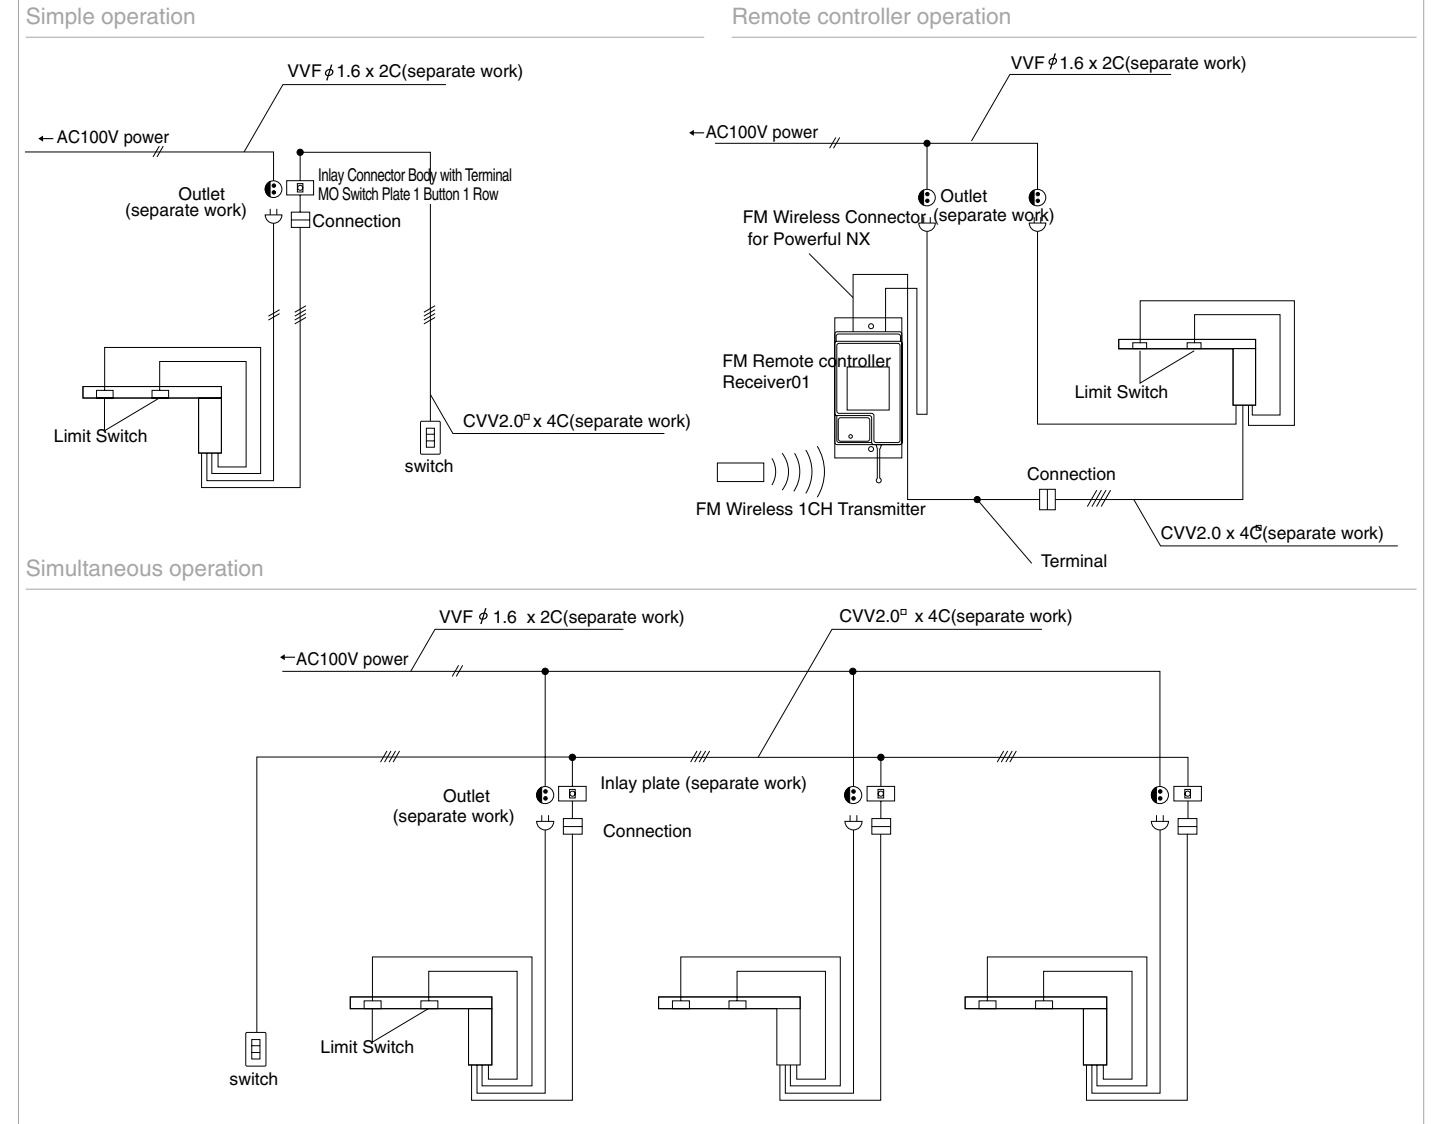 Simple operation
VVF ϕ 1.6 x 2C(separate work)
←AC100V power
Inlay Connector Body with Terminal
MO Switch Plate 1 Button 1 Row
Outlet
(separate work)
Connection
Limit Switch
CVV2.0□ x 4C(separate work)
switch
Remote controller operation
VVF ϕ 1.6 x 2C(separate work)
←AC100V power
Outlet
(separate work)
FM Wireless Connector
for Powerful NX
FM Remote controller
Receiver01
Limit Switch
Connection
FM Wireless 1CH Transmitter
CVV2.0 x 4C□(separate work)
Terminal
Simultaneous operation
VVF ϕ 1.6 x 2C(separate work)
CVV2.0□ x 4C(separate work)
←AC100V power
Inlay plate (separate work)
Outlet
(separate work)
Connection
Limit Switch
switch